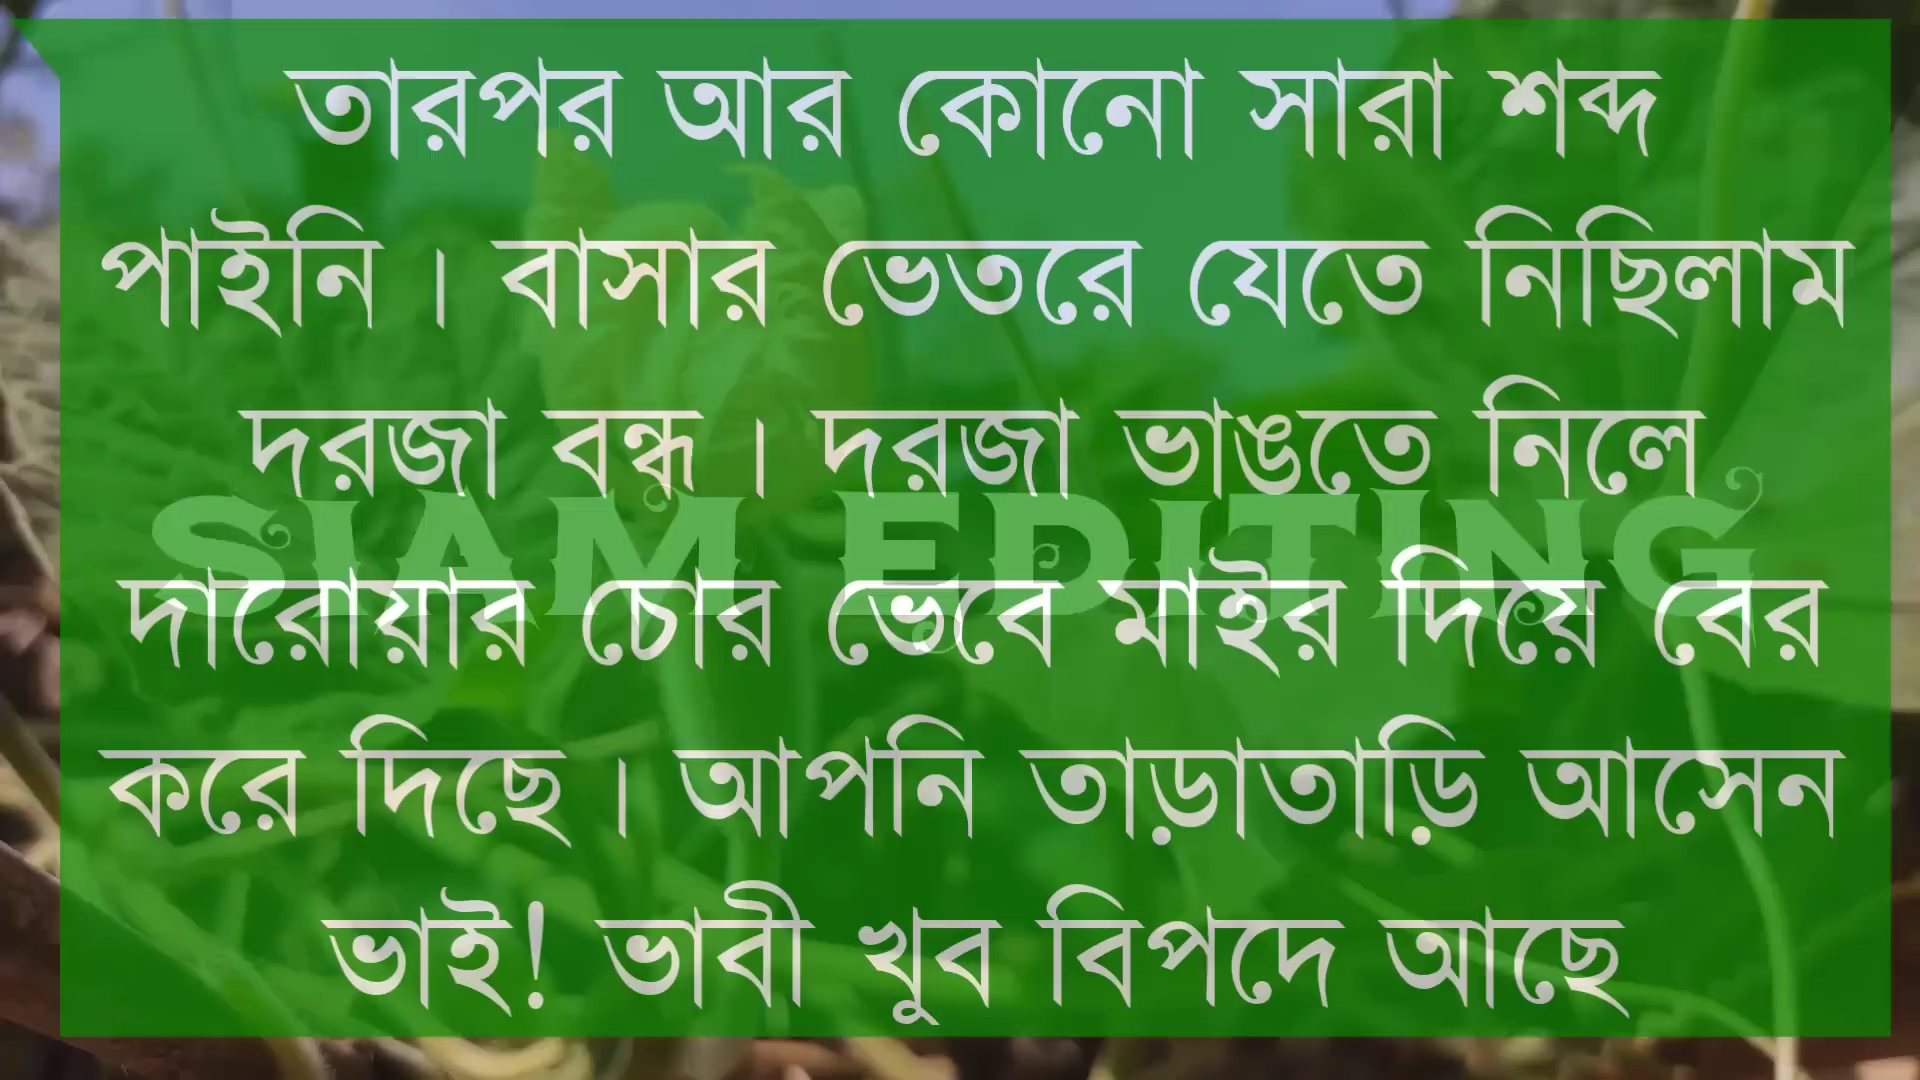 তারপর আর কোনো সারা শব্দ
পাইনি । বাসার ভেতরে যেতে নিছিলাম
দরজা বন্ধ । দরজা ভাঙতে নিলে
SIAM EDITING
দারোয়ার চোর ভেবে মাইর দিয়ে বের
করে দিছে । আপনি তাড়াতাড়ি আসেন
ভাই! ভাবী খুব বিপদে আছে